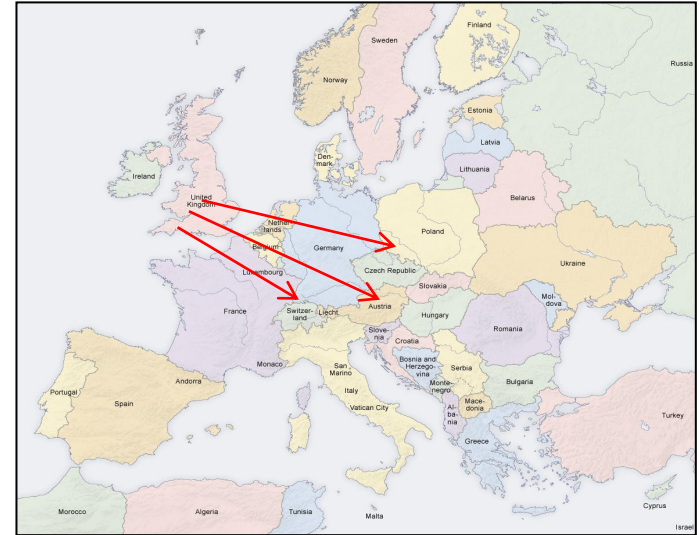 Finland
Sweden
Russia
Norway
Estonia
Latvia
Den-
mark
Lithuania
Ireland
United
Kingdom
Belarus
Nether-
lands
Poland
Belgium
Germany
Ukraine
Czech Republic
Luxembourg
Slovakia
Mol-
dova
Austria
France
Switzer-
land
Liecht.
Hungary
Romania
Slove-
nia
Croatia
Bosnia and
Herzego-
vina
Monaco
San
Marino
Serbia
Andorra
Monte-
negro
Bulgaria
Portugal
Italy
Spain
Vatican City
Mace-
donia
Al-
ba-
nia
Turkey
Greece
Morocco
Algeria
Tunisia
Malta
Cyprus
Israel